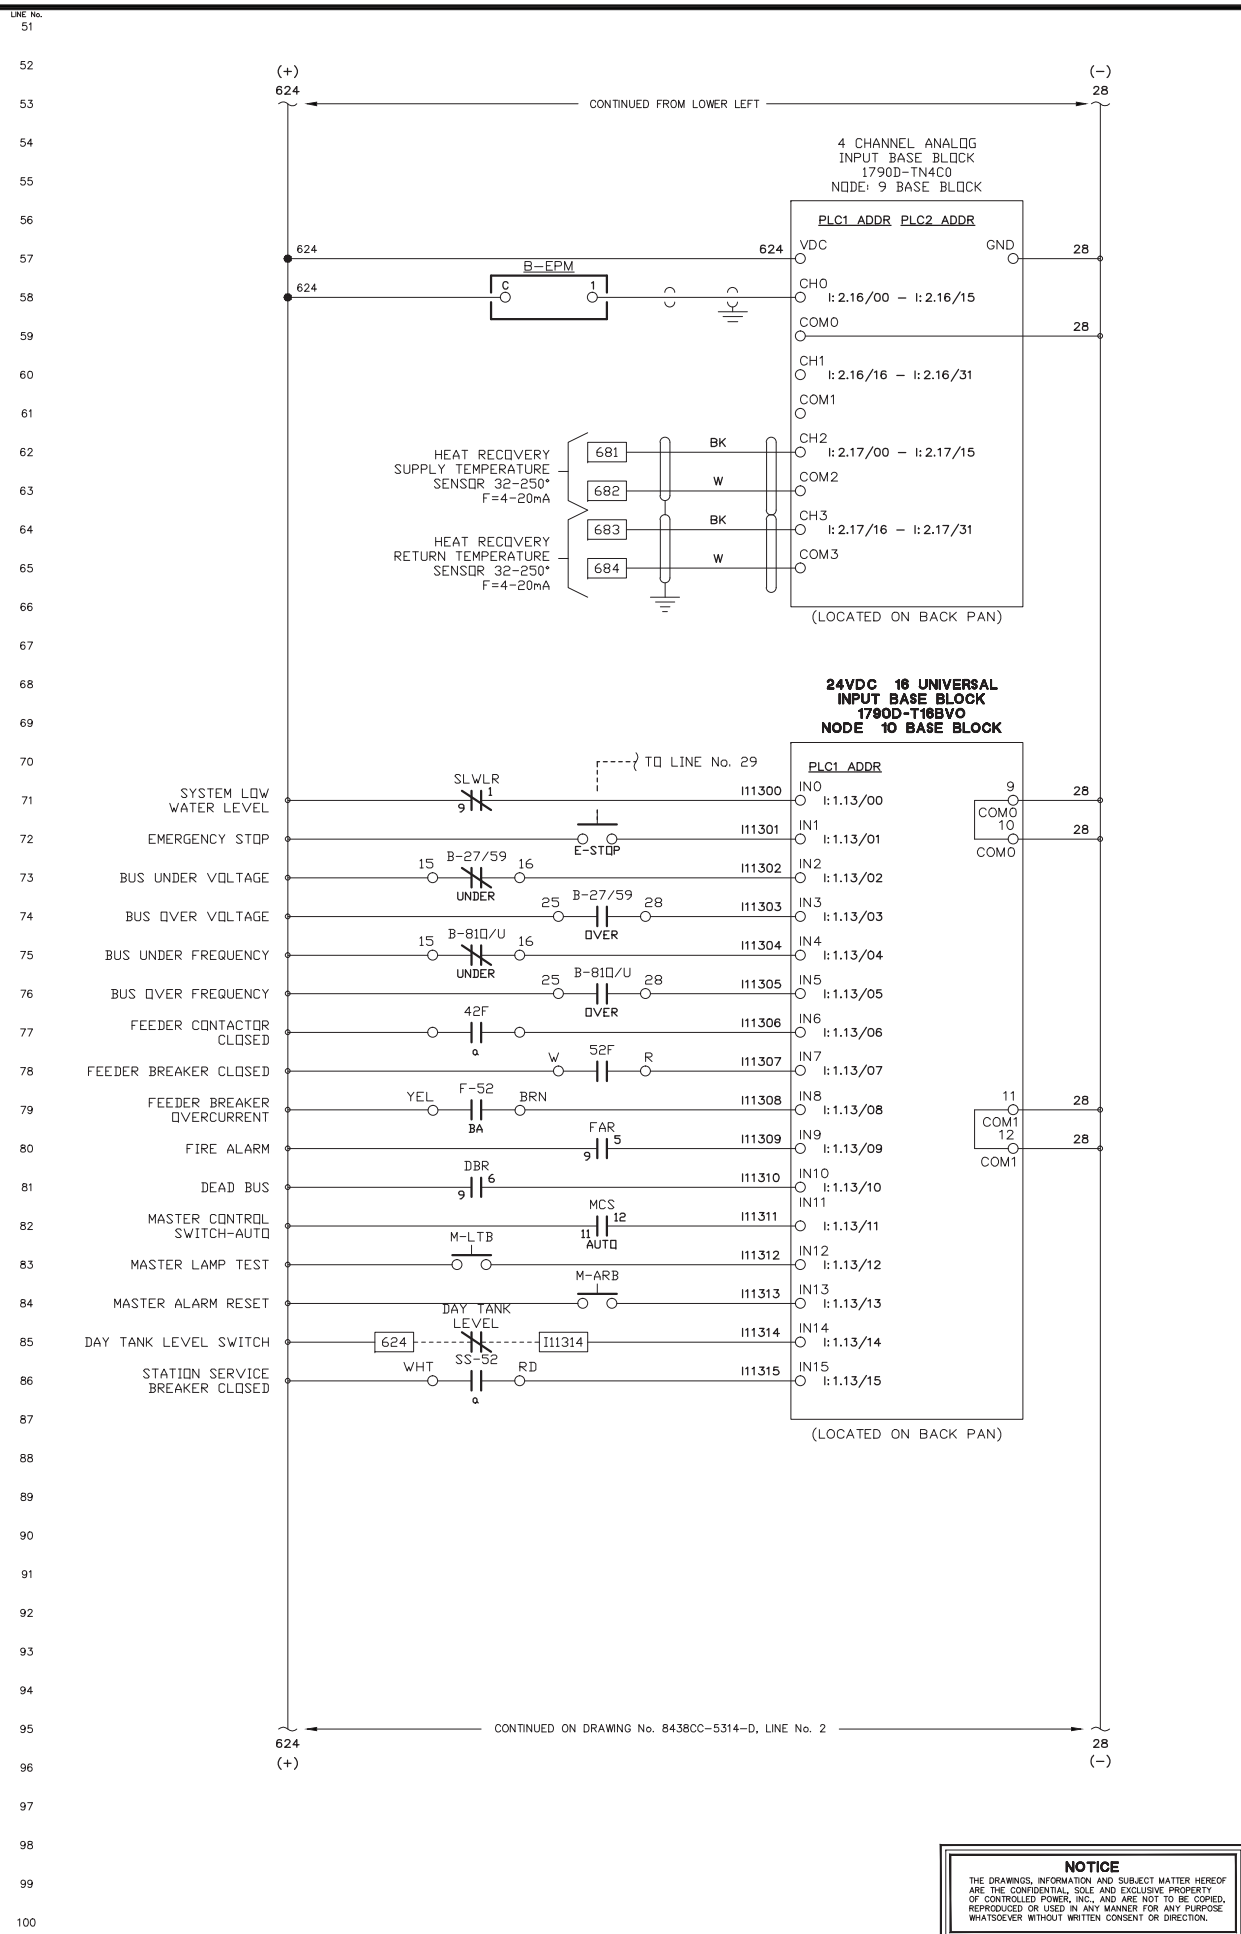 LINE No.
51
52
(+) (-)
624 28
53 CONTINUED FROM LOWER LEFT
54
4 CHANNEL ANALOG
INPUT BASE BLOCK
1790D-TN4C0
55
NODE: 9 BASE BLOCK
56 PLC1 ADDR PLC2 ADDR
624 624 VDC GND 28
57
B-EPM
624 C 1 CH0
58 I:2.16/00 - I:2.16/15
COM0 28
59
CH1
60 I:2.16/16 - I:2.16/31
COM1
61
BK CH2
62 681 I:2.17/00 - I:2.17/15
HEAT RECOVERY
SUPPLY TEMPERATURE
SENSOR 32-250°
F=4-20mA
W COM2
63 682
BK CH3
64 683 I:2.17/16 - I:2.17/31
HEAT RECOVERY
RETURN TEMPERATURE
SENSOR 32-250°
F=4-20mA
W COM3
65 684
66
(LOCATED ON BACK PAN)
67
68 24VDC 16 UNIVERSAL
INPUT BASE BLOCK
1790D-T16BV0
69 NODE 10 BASE BLOCK
70 TO LINE No. 29
PLC1 ADDR
SYSTEM LOW
WATER LEVEL
71 SLWLR 9 1 I11300 IN0 I:1.13/00 9 COM0 28
72 EMERGENCY STOP E-STOP I11301 IN1 I:1.13/01 10 COM0 28
73 BUS UNDER VOLTAGE 15 B-27/59 16 UNDER I11302 IN2 I:1.13/02
74 BUS OVER VOLTAGE 25 B-27/59 28 OVER I11303 IN3 I:1.13/03
75 BUS UNDER FREQUENCY 15 B-81O/U 16 UNDER I11304 IN4 I:1.13/04
76 BUS OVER FREQUENCY 25 B-81O/U 28 OVER I11305 IN5 I:1.13/05
FEEDER CONTACTOR
CLOSED
77 42F a I11306 IN6 I:1.13/06
78 FEEDER BREAKER CLOSED W 52F R I11307 IN7 I:1.13/07
FEEDER BREAKER
OVERCURRENT
79 YEL F-52 BRN BA I11308 IN8 I:1.13/08 11 COM1 28
80 FIRE ALARM FAR 9 5 I11309 IN9 I:1.13/09 12 COM1 28
81 DEAD BUS DBR 9 6 I11310 IN10 I:1.13/10
MASTER CONTROL
SWITCH-AUTO
82 MCS 11 12 AUTO I11311 IN11 I:1.13/11
83 MASTER LAMP TEST M-LTB I11312 IN12 I:1.13/12
84 MASTER ALARM RESET M-ARB I11313 IN13 I:1.13/13
DAY TANK
LEVEL
85 DAY TANK LEVEL SWITCH 624 I11314 I11314 IN14 I:1.13/14
STATION SERVICE
BREAKER CLOSED
86 WHT SS-52 RD a I11315 IN15 I:1.13/15
87
(LOCATED ON BACK PAN)
88
89
90
91
92
93
94
95 CONTINUED ON DRAWING No. 8438CC-5314-D, LINE No. 2
624 28
(+) (-)
96
97
98
NOTICE
THE DRAWINGS, INFORMATION AND SUBJECT MATTER HEREOF
ARE THE CONFIDENTIAL, SOLE AND EXCLUSIVE PROPERTY
OF CONTROLLED POWER, INC., AND ARE NOT TO BE COPIED,
REPRODUCED OR USED IN ANY MANNER FOR ANY PURPOSE
WHATSOEVER WITHOUT WRITTEN CONSENT OR DIRECTION.
99
100